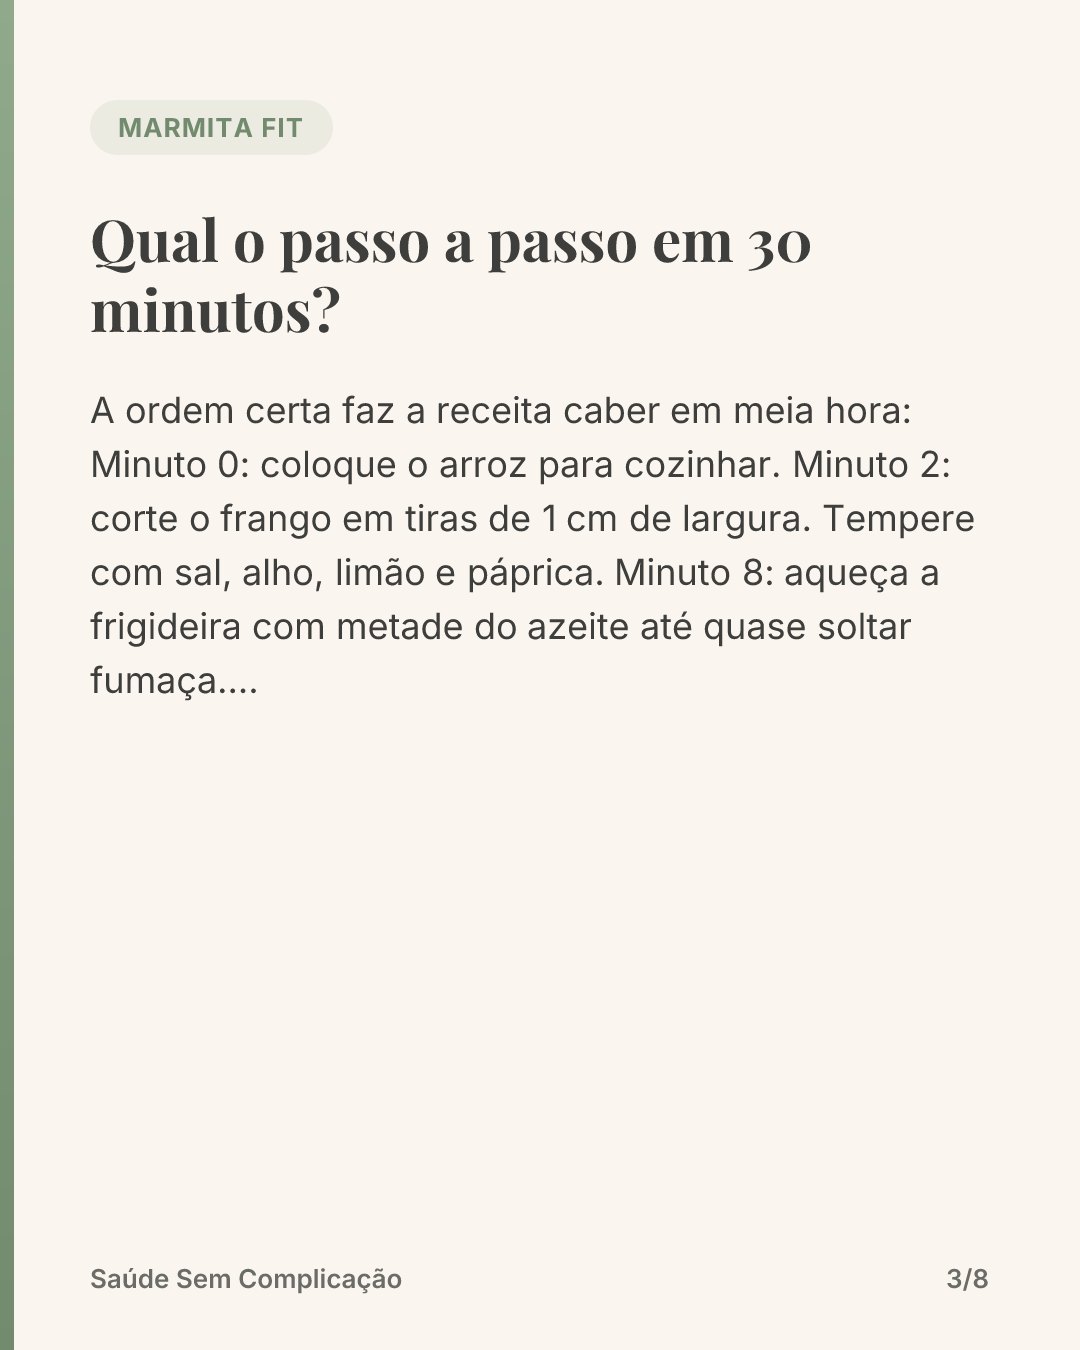 MARMITA FIT
Qual o passo a passo em 30
minutos?
A ordem certa faz a receita caber em meia hora:
Minuto 0: coloque o arroz para cozinhar. Minuto 2:
corte o frango em tiras de 1 cm de largura. Tempere
com sal, alho, limão e páprica. Minuto 8: aqueça a
frigideira com metade do azeite até quase soltar
fumaça....
Saúde Sem Complicação
3/8